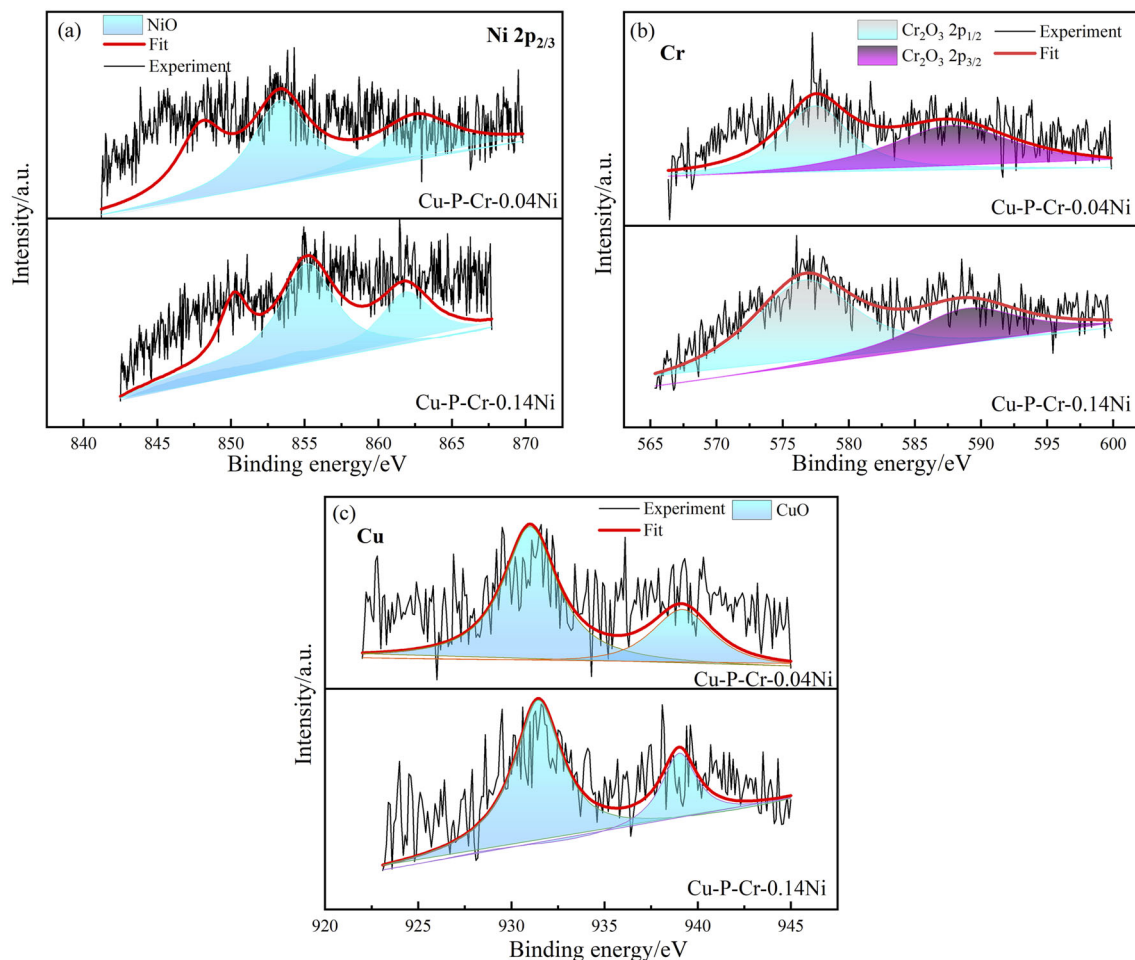 (a)
NiO
Fit
Experiment
Ni 2p2/3
Cu-P-Cr-0.04Ni
Cu-P-Cr-0.14Ni
Intensity/a.u.
840 845 850 855 860 865 870
Binding energy/eV
(b)
Cr
Cr2O3 2p1/2
Experiment
Cr2O3 2p3/2
Fit
Cu-P-Cr-0.04Ni
Cu-P-Cr-0.14Ni
Intensity/a.u.
565 570 575 580 585 590 595 600
Binding energy/eV
(c)
Cu
Experiment
CuO
Fit
Cu-P-Cr-0.04Ni
Cu-P-Cr-0.14Ni
Intensity/a.u.
920 925 930 935 940 945
Binding energy/eV